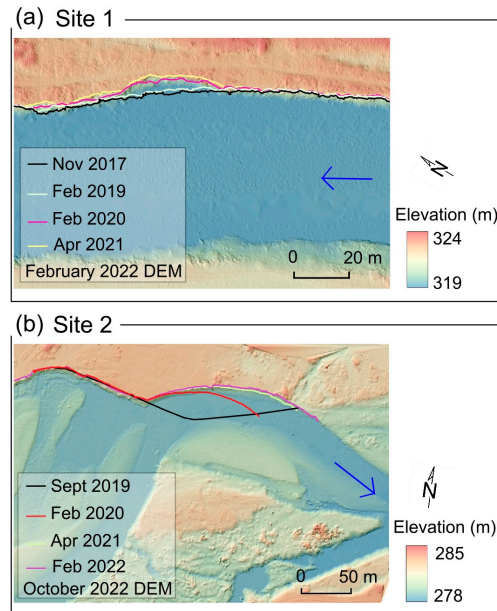 (a) Site 1
Nov 2017
Feb 2019
Feb 2020
Apr 2021
February 2022 DEM
0 20 m
N
Elevation (m)
324
319
(b) Site 2
Sept 2019
Feb 2020
Apr 2021
Feb 2022
October 2022 DEM
0 50 m
N
Elevation (m)
285
278